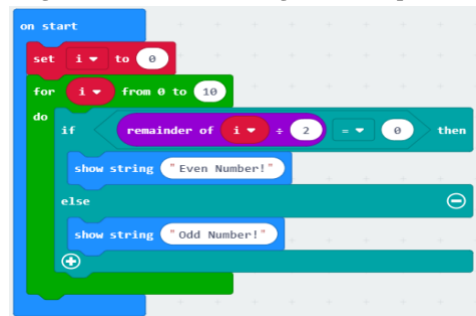 on start
set i to 0
for i from 0 to 10
do
if remainder of i ÷ 2 = 0 then
show string "Even Number!"
else
show string "Odd Number!"